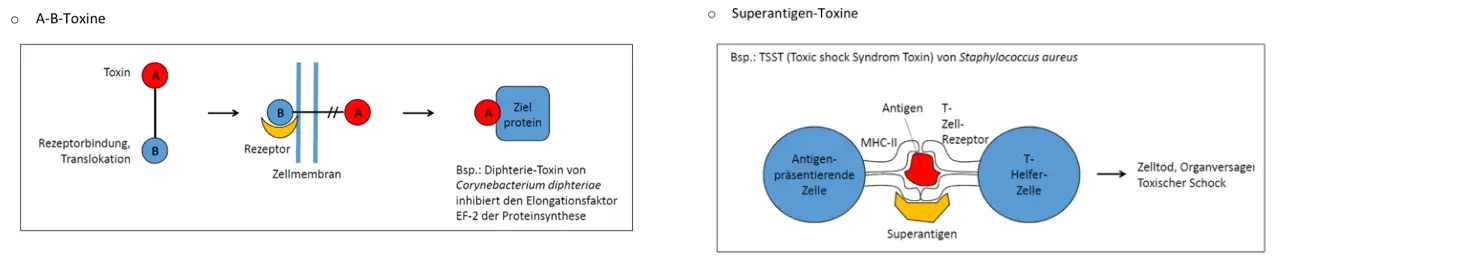 o A-B-Toxine
Toxin
A
Rezeptorbindung,
Translokation
B
B
A
Rezeptor
Zellmembran
A
Ziel
protein
Bsp.: Diphterie-Toxin von
Corynebacterium diphteriae
inhibiert den Elongationsfaktor
EF-2 der Proteinsynthese
o Superantigen-Toxine
Bsp.: TSST (Toxic shock Syndrom Toxin) von Staphylococcus aureus
Antigen
T-
Zell-
Rezeptor
MHC-II
Antigen-
präsentierende
Zelle
T-
Helfer-
Zelle
Superantigen
Zelltod, Organversager
Toxischer Schock